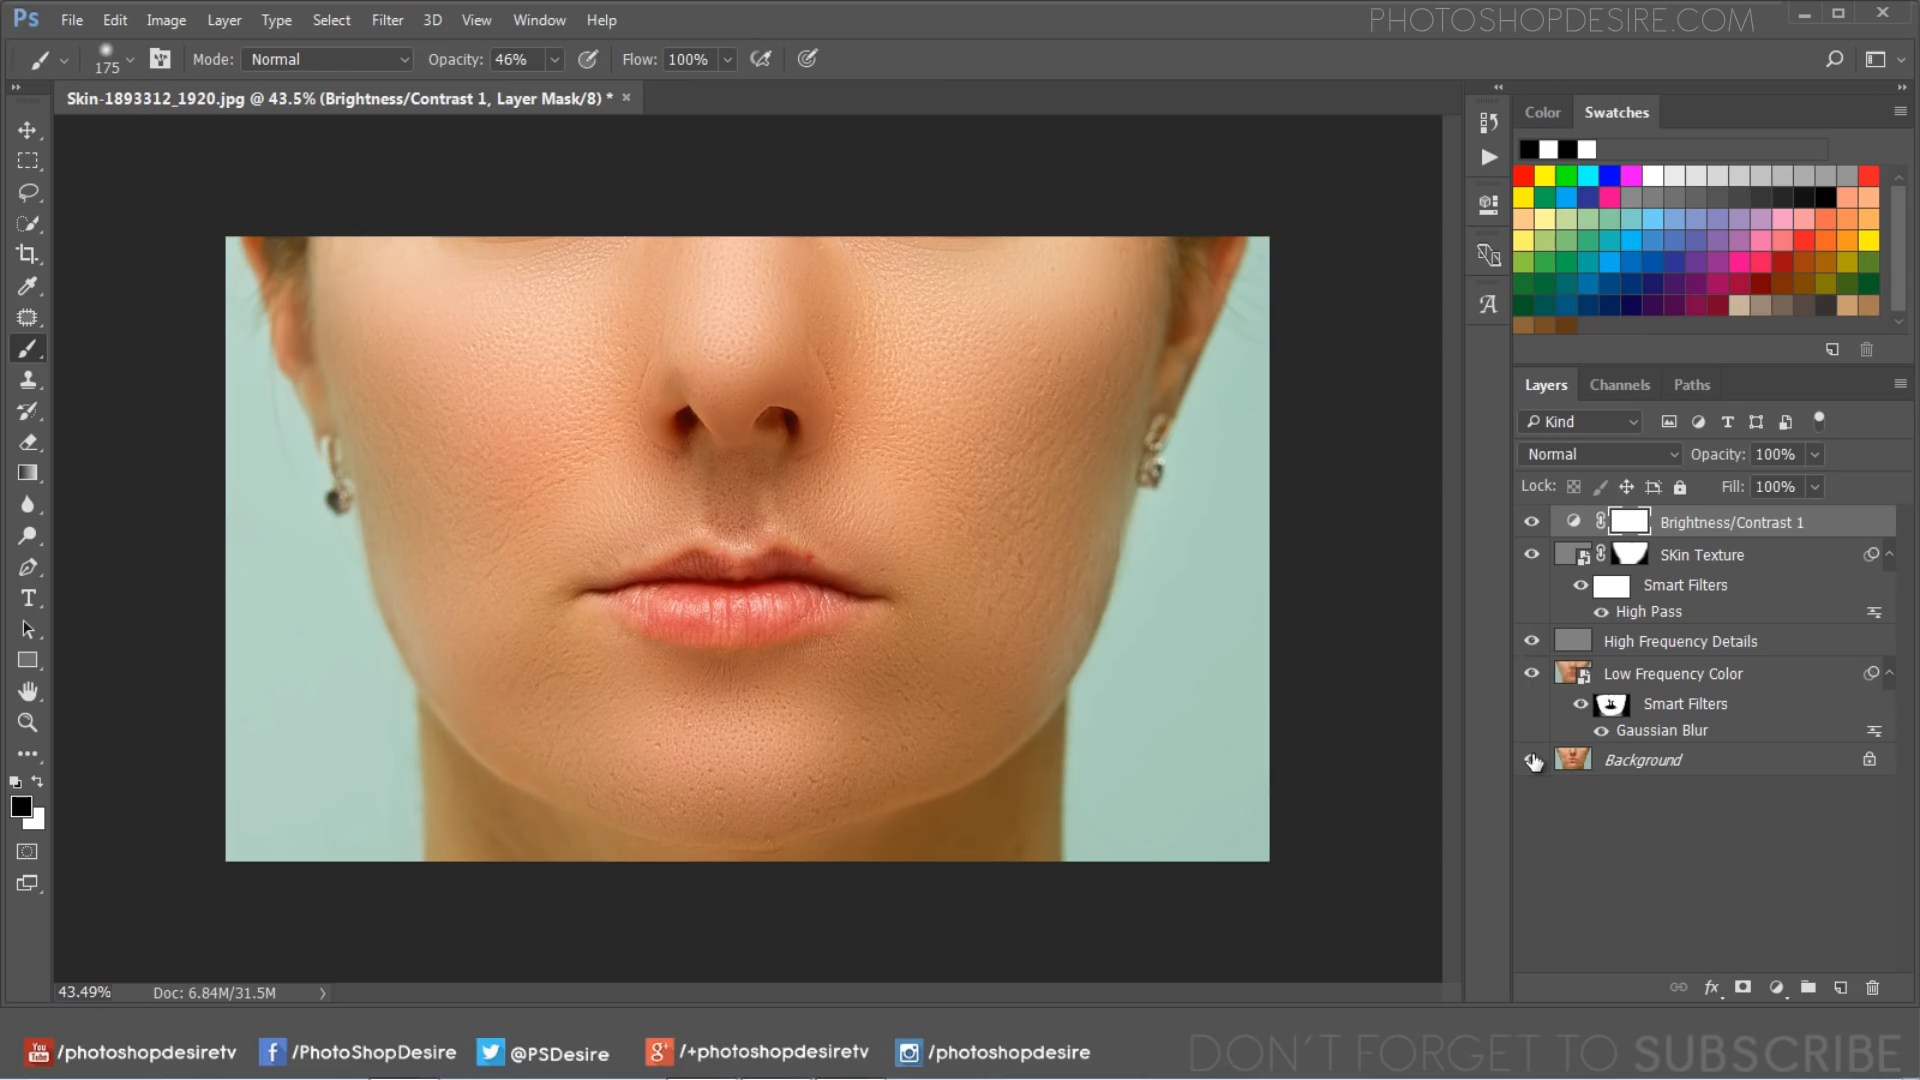 Ps File Edit Image Layer Type Select Filter 3D View Window Help
PHOTOSHOPDESIRE.COM
175 Mode: Normal Opacity: 46% Flow: 100%
Skin-1893312_1920.jpg @ 43.5% (Brightness/Contrast 1, Layer Mask/8) *
Color Swatches
Layers Channels Paths
Kind
Normal Opacity: 100%
Lock: Fill: 100%
Brightness/Contrast 1
SKin Texture
Smart Filters
High Pass
High Frequency Details
Low Frequency Color
Smart Filters
Gaussian Blur
Background
43.49% Doc: 6.84M/31.5M
fx
You Tube /photoshopdesiretv f /PhotoShopDesire @PSDesire g+ /+photoshopdesiretv /photoshopdesire
DON'T FORGET TO SUBSCRIBE